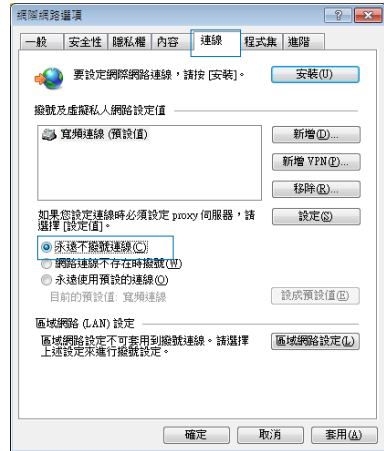 網際網路選項
一般 安全性 隱私權 內容 連線 程式集 進階
要設定網際網路連線，請按 [安裝]。 安裝(U)
撥號及虛擬私人網路設定值
寬頻連線 (預設值) 新增(D)...
新增 VPN(P)...
移除(R)...
如果您設定連線時必須設定 proxy 伺服器，請 設定(S)
選擇 [設定值]。
永遠不撥號連線(C)
網路連線不存在時撥號(W)
永遠使用預設的連線(O)
目前的預設值: 寬頻連線 設成預設值(E)
區域網路 (LAN) 設定
區域網路設定不可套用到撥號連線。請選擇 區域網路設定(L)
上述設定來進行撥號設定。
確定 取消 套用(A)